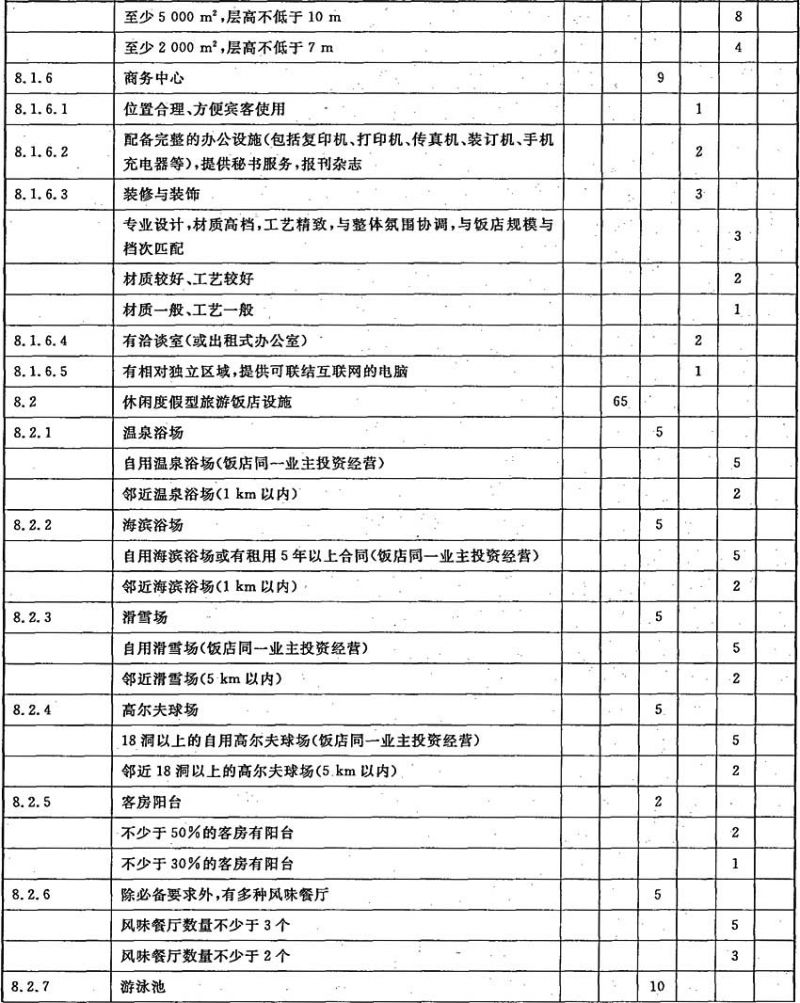 至少 5 000 m²,层高不低于 10 m 8
至少 2 000 m²,层高不低于 7 m 4
8.1.6 商务中心 9
8.1.6.1 位置合理、方便宾客使用 1
8.1.6.2 配备完整的办公设施(包括复印机、打印机、传真机、装订机、手机
充电器等),提供秘书服务,报刊杂志 2
8.1.6.3 装修与装饰 3
专业设计,材质高档,工艺精致,与整体氛围协调,与饭店规模与
档次匹配 3
材质较好、工艺较好 2
材质一般、工艺一般 1
8.1.6.4 有洽谈室(或出租式办公室) 2
8.1.6.5 有相对独立区域,提供可联结互联网的电脑 1
8.2 休闲度假型旅游饭店设施 65
8.2.1 温泉浴场 5
自用温泉浴场(饭店同一业主投资经营) 5
邻近温泉浴场(1 km 以内) 2
8.2.2 海滨浴场 5
自用海滨浴场或有租用 5 年以上合同(饭店同一业主投资经营) 5
邻近海滨浴场(1 km 以内) 2
8.2.3 滑雪场 5
自用滑雪场(饭店同一业主投资经营) 5
邻近滑雪场(5 km 以内) 2
8.2.4 高尔夫球场 5
18 洞以上的自用高尔夫球场(饭店同一业主投资经营) 5
邻近 18 洞以上的高尔夫球场(5 km 以内) 2
8.2.5 客房阳台 2
不少于 50%的客房有阳台 2
不少于 30%的客房有阳台 1
8.2.6 除必备要求外,有多种风味餐厅 5
风味餐厅数量不少于 3 个 5
风味餐厅数量不少于 2 个 3
8.2.7 游泳池 10